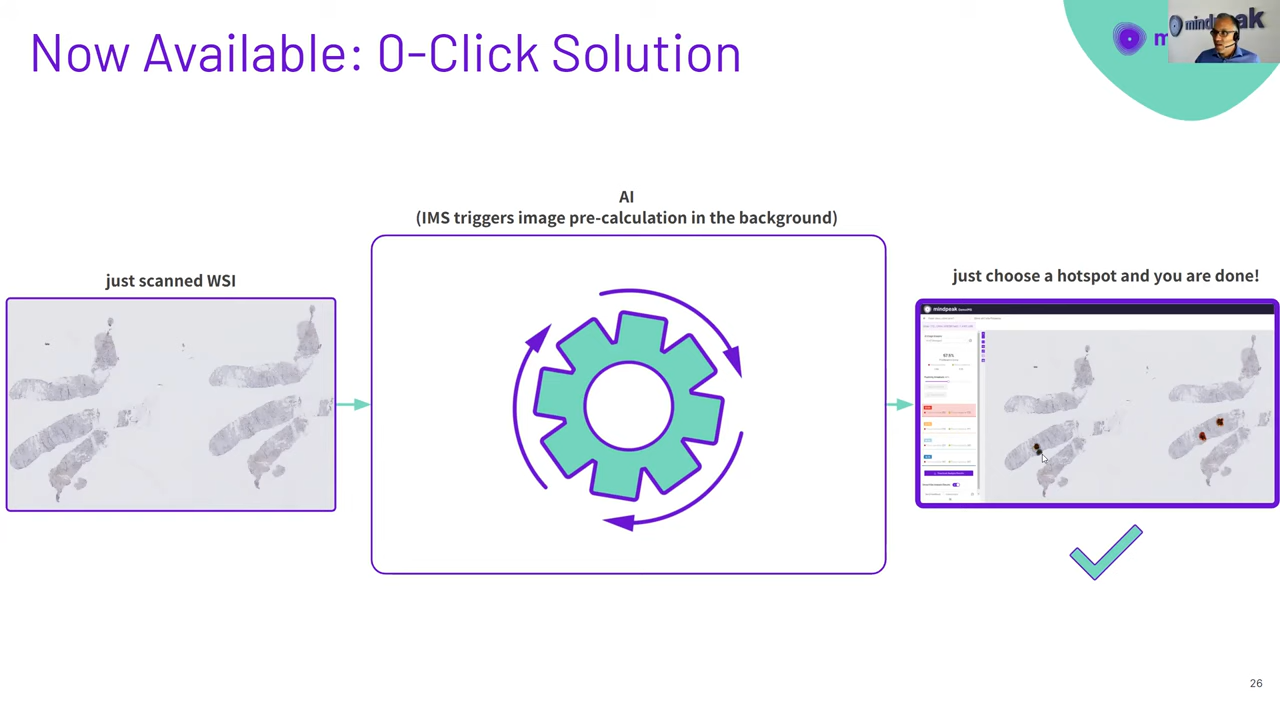 Now Available: 0-Click Solution
mindpeak
AI
(IMS triggers image pre-calculation in the background)
just scanned WSI
just choose a hotspot and you are done!
mindpeak
26